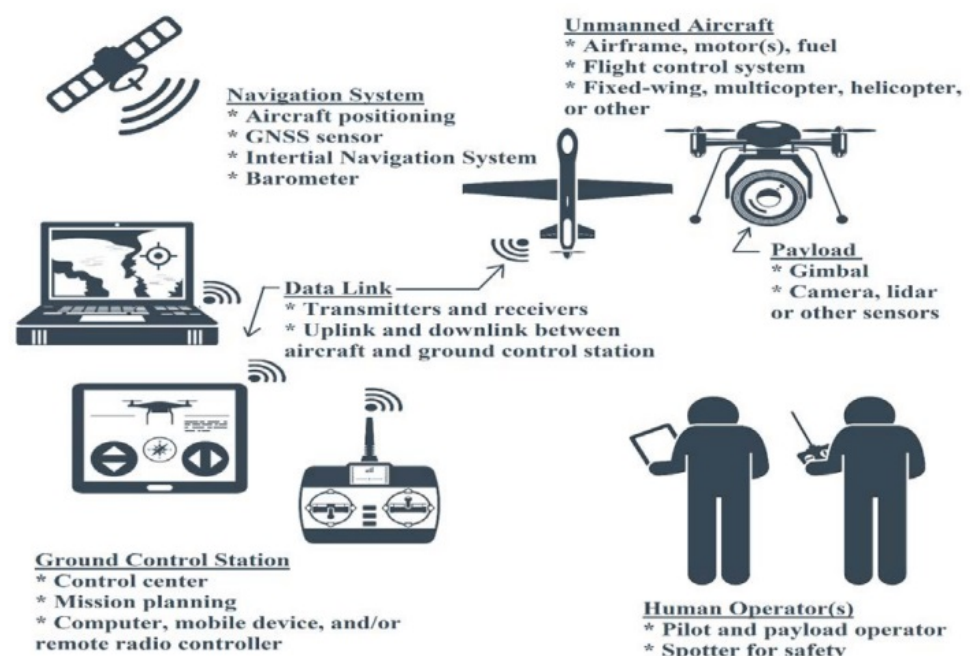 Unmanned Aircraft
* Airframe, motor(s), fuel
* Flight control system
* Fixed-wing, multicopter, helicopter,
or other
Navigation System
* Aircraft positioning
* GNSS sensor
* Intertial Navigation System
* Barometer
Payload
* Gimbal
* Camera, lidar
or other sensors
Data Link
* Transmitters and receivers
* Uplink and downlink between
aircraft and ground control station
Ground Control Station
* Control center
* Mission planning
* Computer, mobile device, and/or
remote radio controller
Human Operator(s)
* Pilot and payload operator
* Spotter for safety